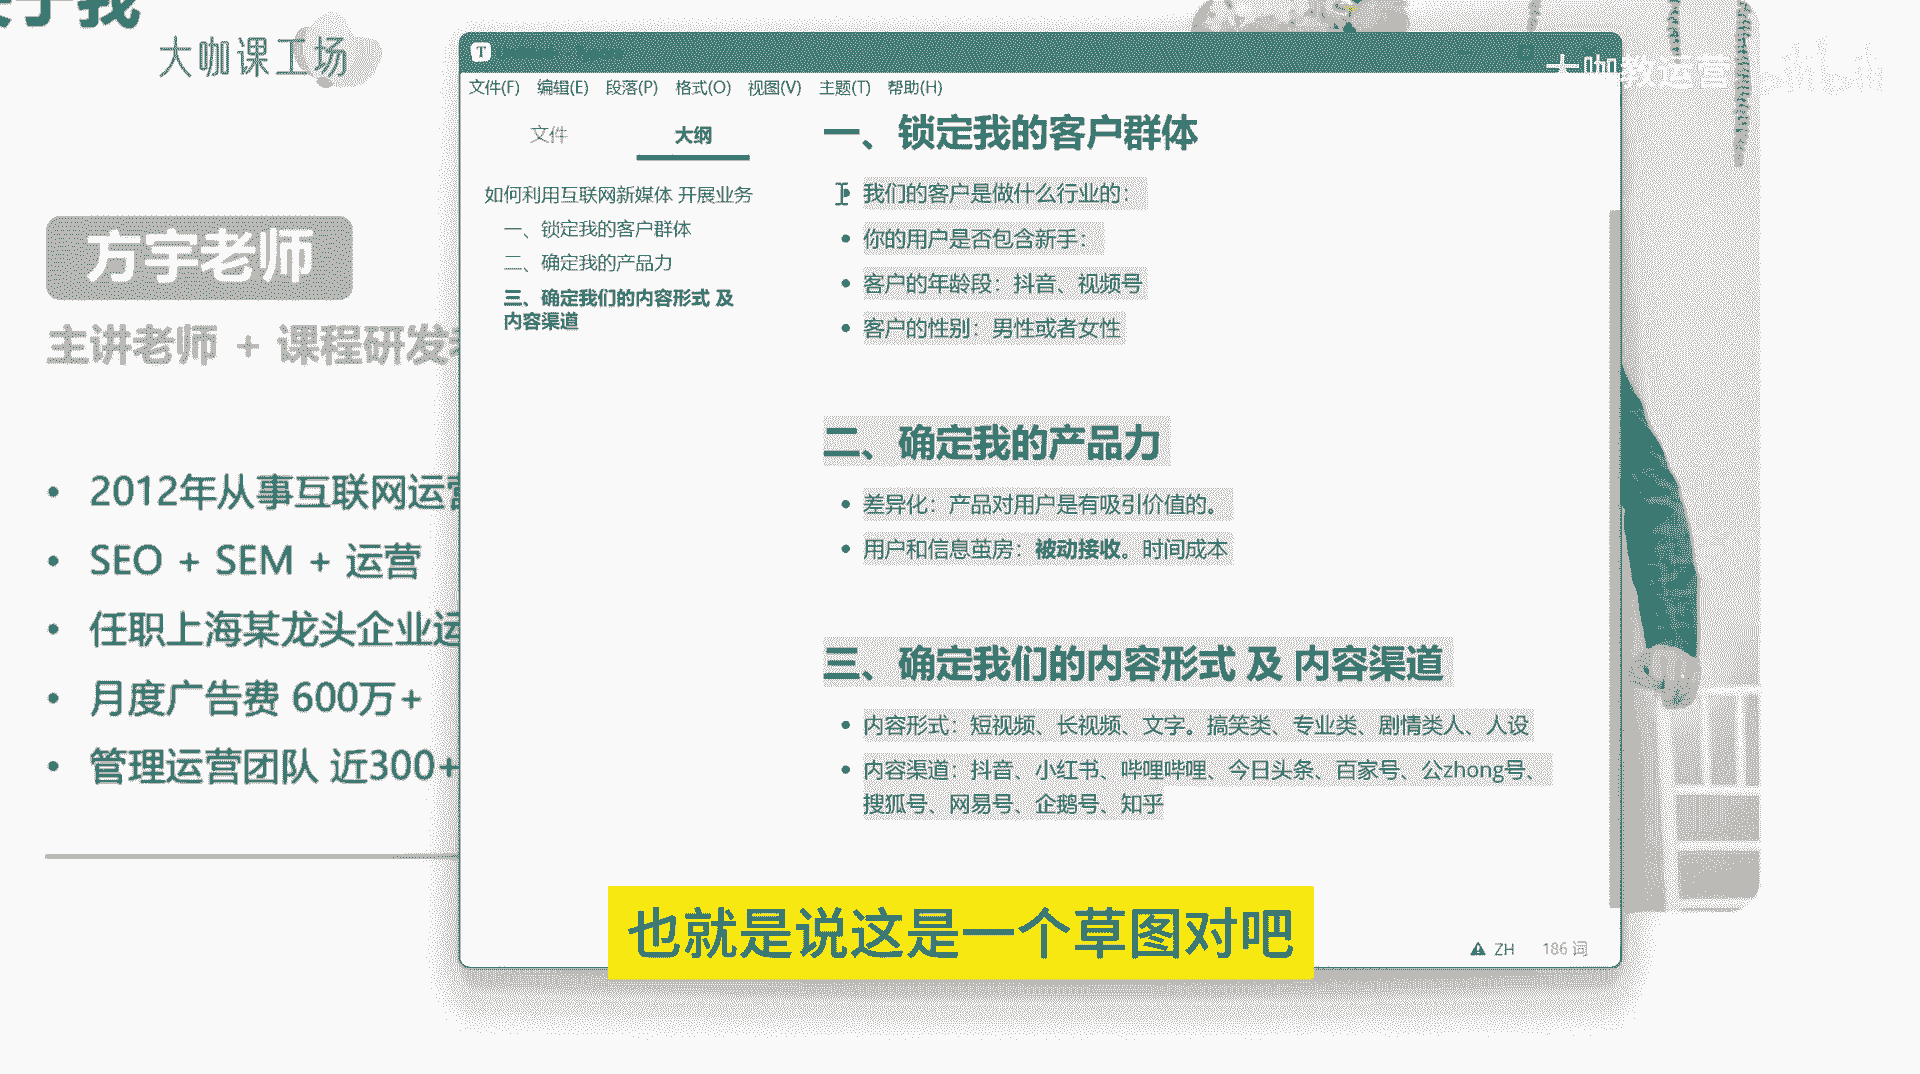 大咖课工场
方宇老师
主讲老师 + 课程研发
2012年从事互联网运营
SEO + SEM + 运营
任职上海某龙头企业运
月度广告费 600万+
管理运营团队 近300+
T
大咖教运营
bilibili
文件(F) 编辑(E) 段落(P) 格式(O) 视图(V) 主题(T) 帮助(H)
文件 大纲
如何利用互联网新媒体 开展业务
一、锁定我的客户群体
二、确定我的产品力
三、确定我们的内容形式 及
内容渠道
一、锁定我的客户群体
我们的客户是做什么行业的：
你的用户是否包含新手：
客户的年龄段：抖音、视频号
客户的性别：男性或者女性
二、确定我的产品力
差异化：产品对用户是有吸引价值的。
用户和信息茧房：被动接收。时间成本
三、确定我们的内容形式 及 内容渠道
内容形式：短视频、长视频、文字。搞笑类、专业类、剧情类人、人设
内容渠道：抖音、小红书、哔哩哔哩、今日头条、百家号、公zhong号、
搜狐号、网易号、企鹅号、知乎
ZH 186 词
也就是说这是一个草图对吧